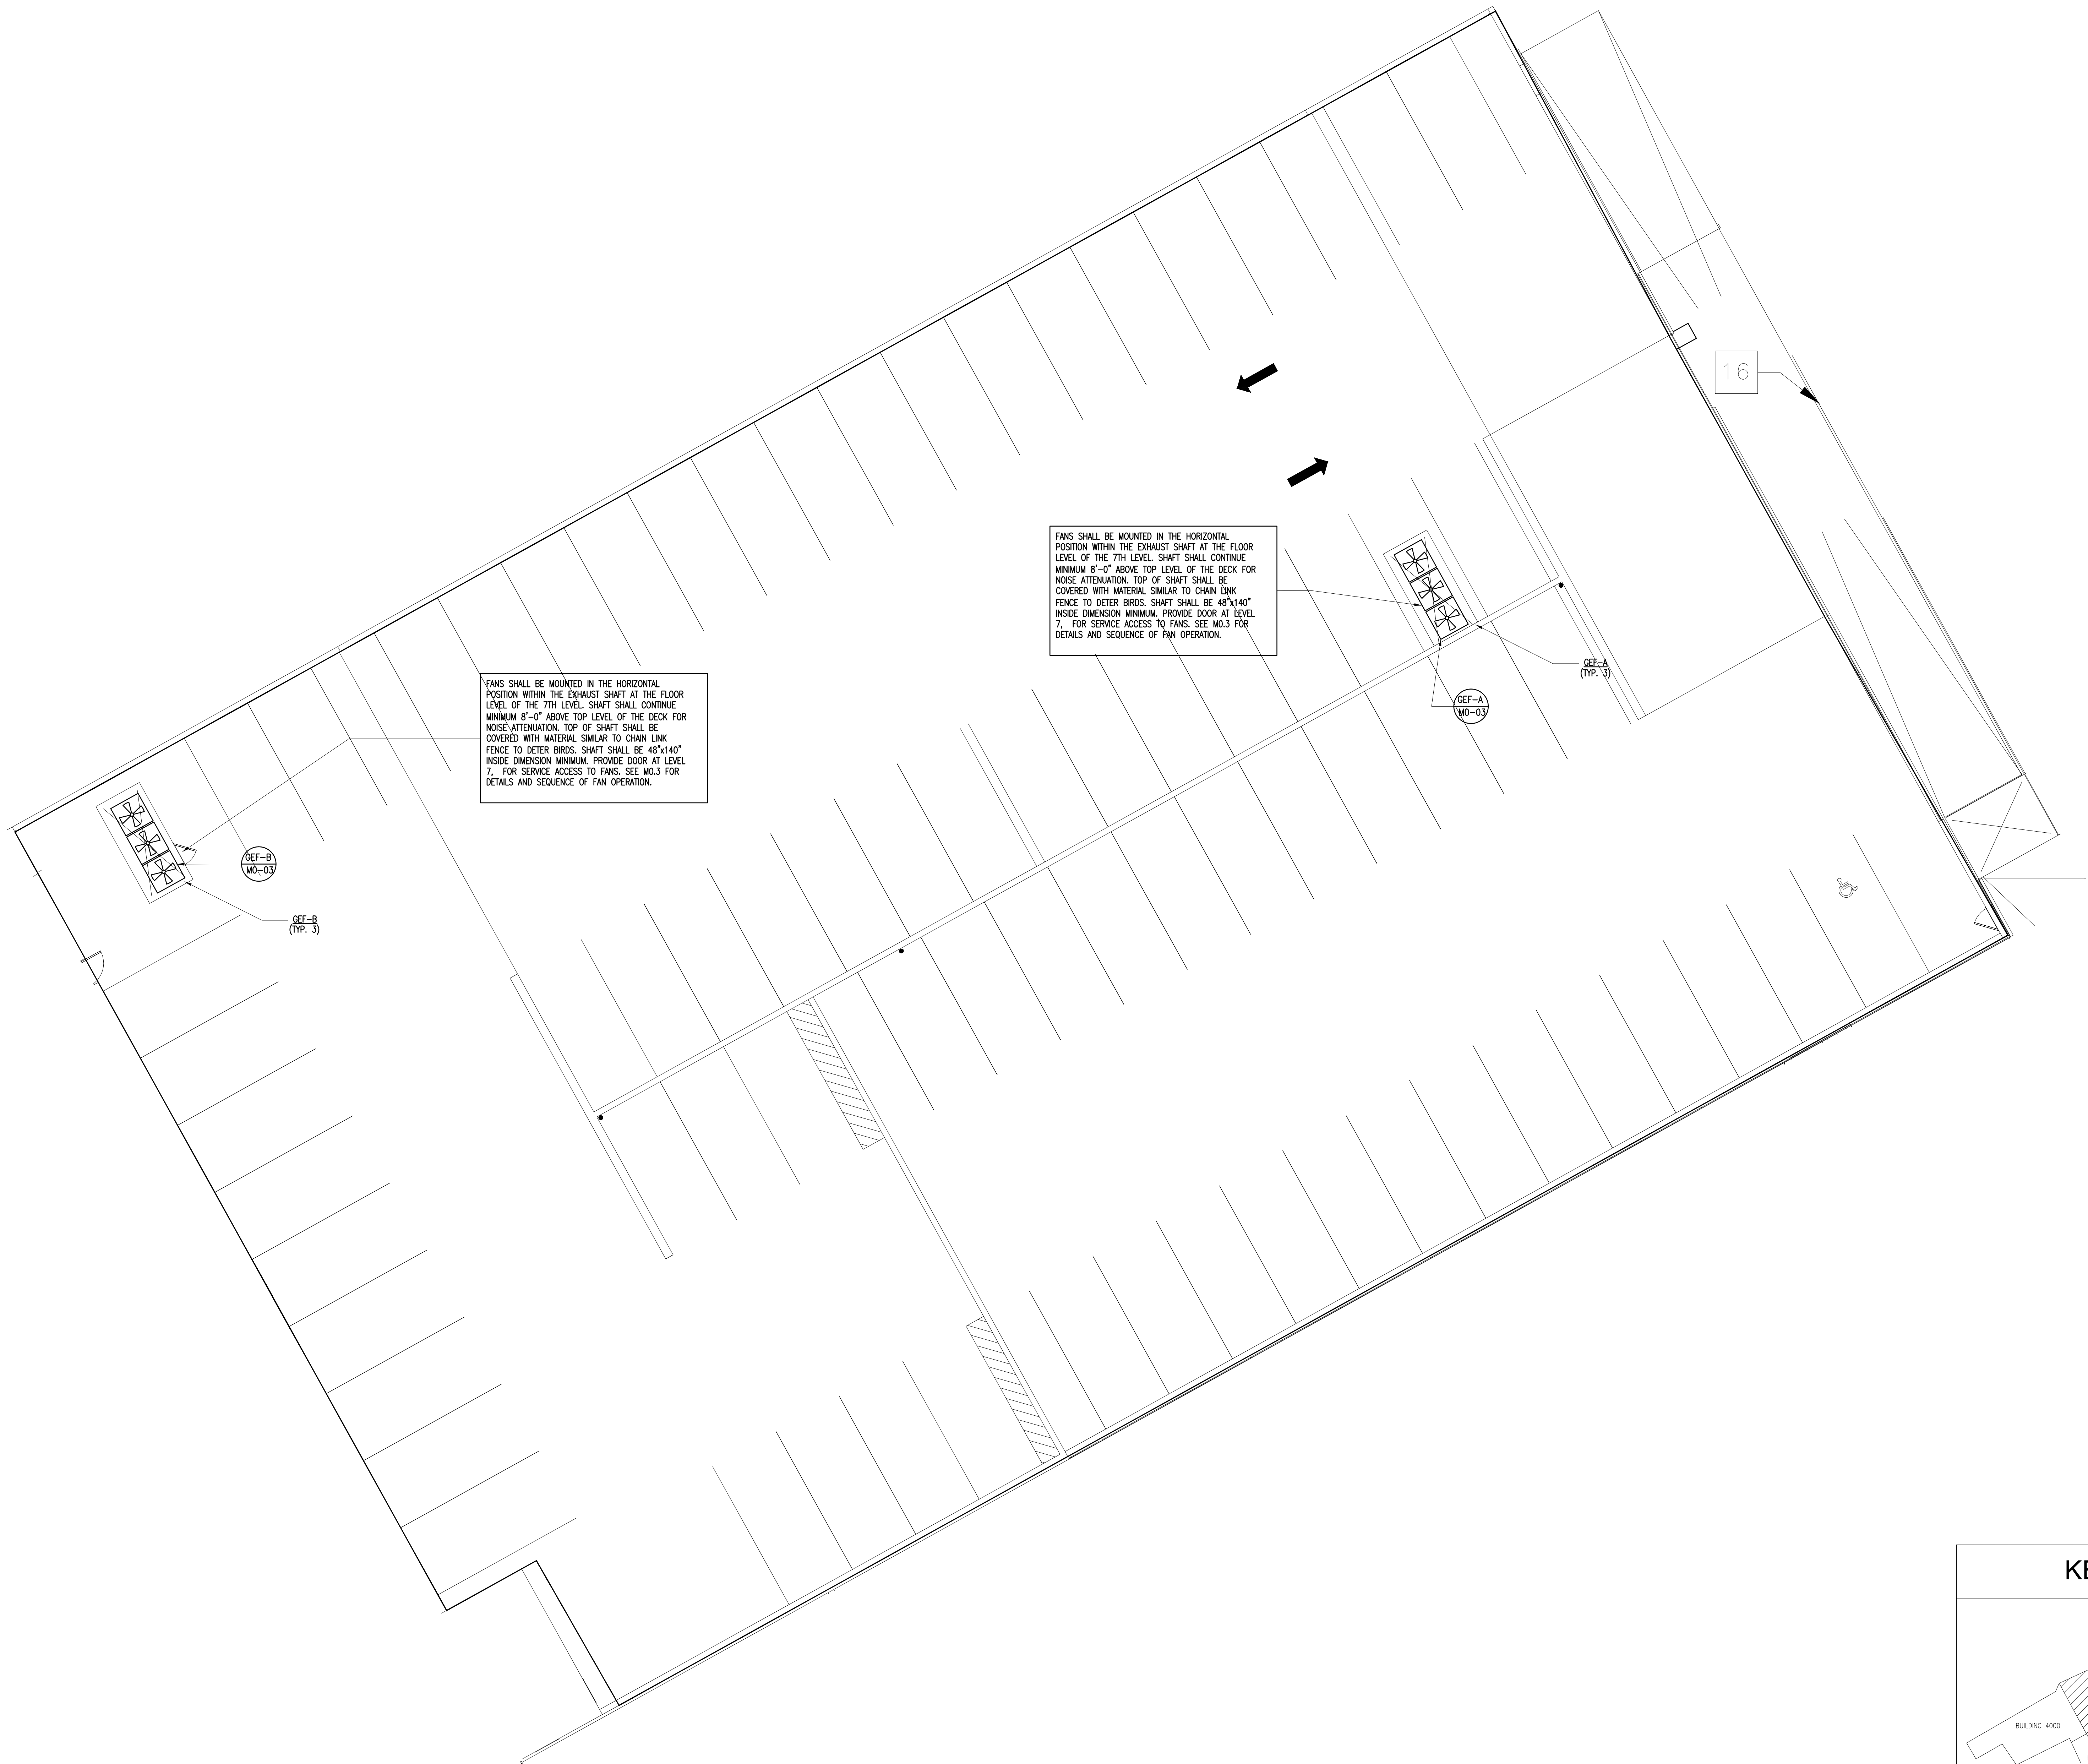 16
FANS SHALL BE MOUNTED IN THE HORIZONTAL
POSITION WITHIN THE EXHAUST SHAFT AT THE FLOOR
LEVEL OF THE 7TH LEVEL. SHAFT SHALL CONTINUE
MINIMUM 8'-0" ABOVE TOP LEVEL OF THE DECK FOR
NOISE ATTENUATION. TOP OF SHAFT SHALL BE
COVERED WITH MATERIAL SIMILAR TO CHAIN LINK
FENCE TO DETER BIRDS. SHAFT SHALL BE 48"x140"
INSIDE DIMENSION MINIMUM. PROVIDE DOOR AT LEVEL
7, FOR SERVICE ACCESS TO FANS. SEE M0.3 FOR
DETAILS AND SEQUENCE OF FAN OPERATION.
GEF-A
(TYP. 3)
GEF-A
M0-03
FANS SHALL BE MOUNTED IN THE HORIZONTAL
POSITION WITHIN THE EXHAUST SHAFT AT THE FLOOR
LEVEL OF THE 7TH LEVEL. SHAFT SHALL CONTINUE
MINIMUM 8'-0" ABOVE TOP LEVEL OF THE DECK FOR
NOISE ATTENUATION. TOP OF SHAFT SHALL BE
COVERED WITH MATERIAL SIMILAR TO CHAIN LINK
FENCE TO DETER BIRDS. SHAFT SHALL BE 48"x140"
INSIDE DIMENSION MINIMUM. PROVIDE DOOR AT LEVEL
7, FOR SERVICE ACCESS TO FANS. SEE M0.3 FOR
DETAILS AND SEQUENCE OF FAN OPERATION.
GEF-B
M0-03
GEF-B
(TYP. 3)
BUILDING 4000